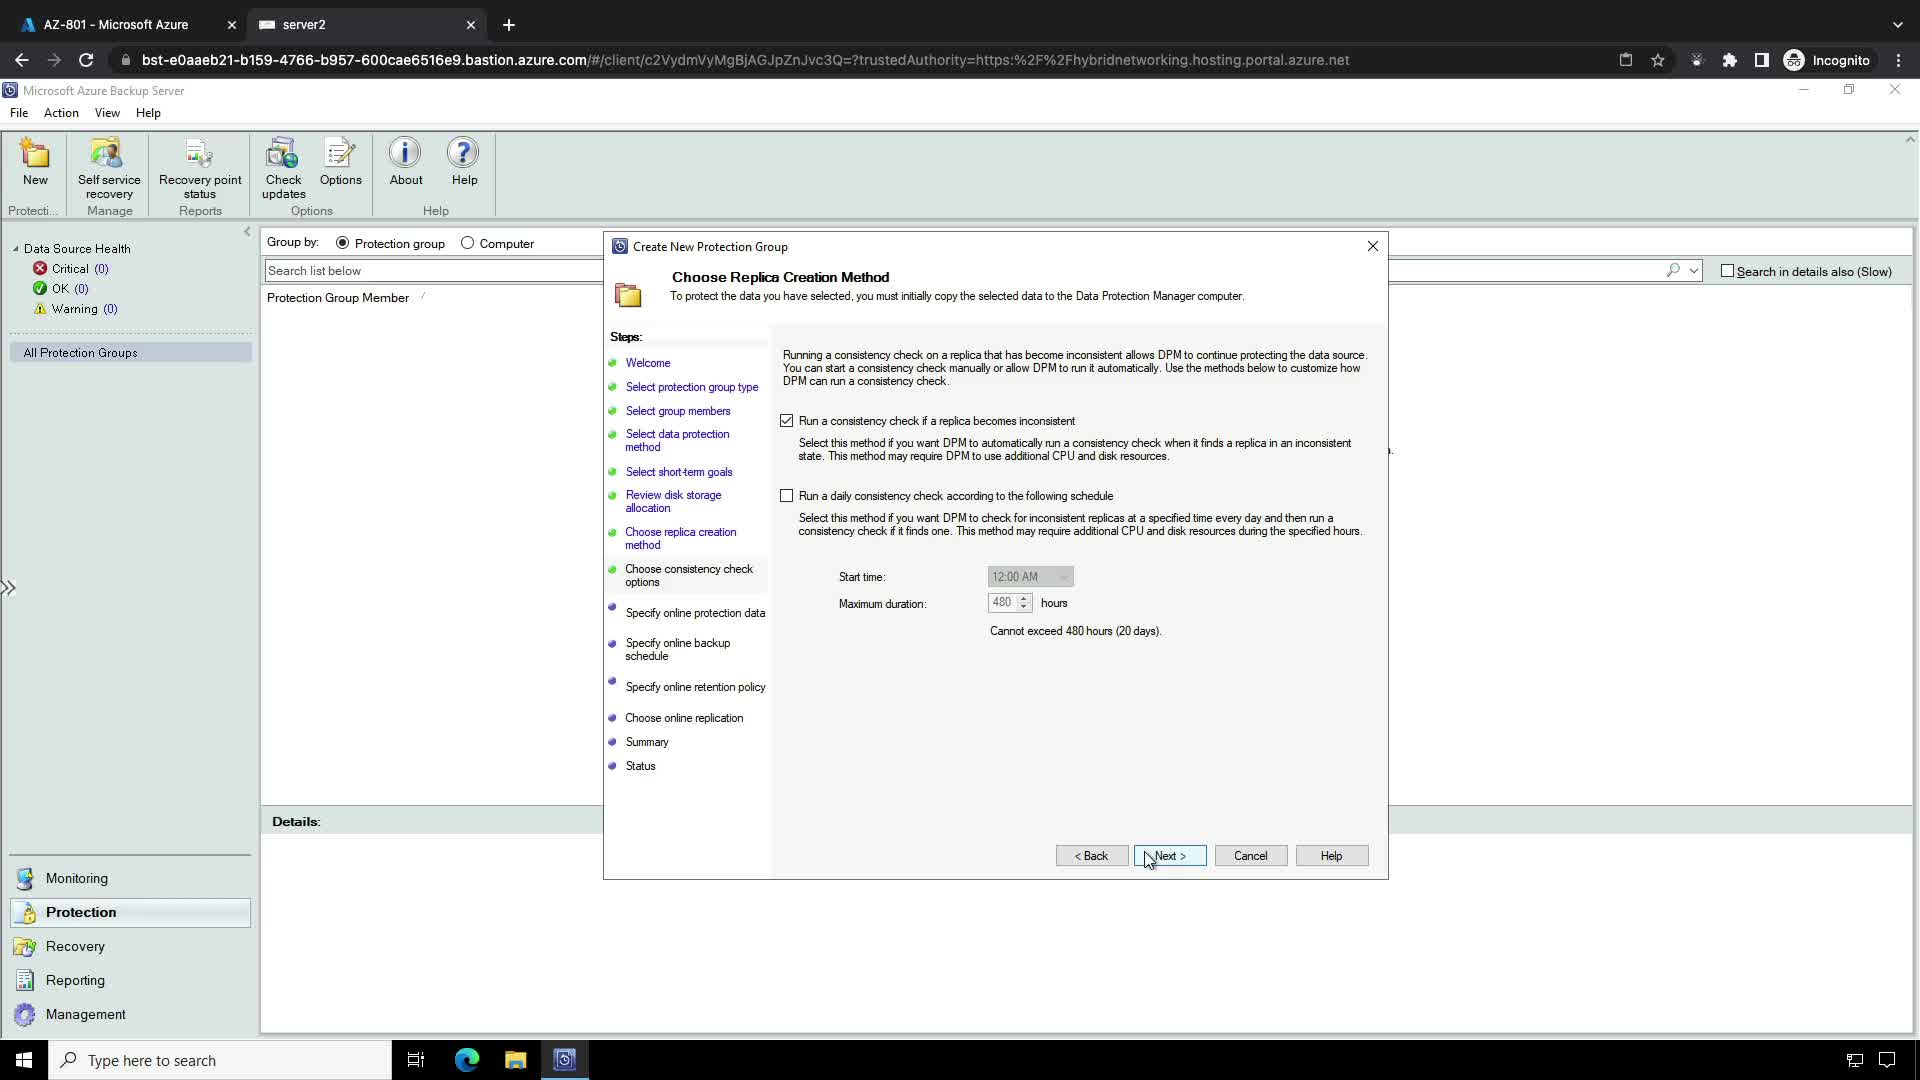 AZ-801 - Microsoft Azure
server2
bst-e0aaeb21-b159-4766-b957-600cae6516e9.bastion.azure.com/#/client/c2VydmVyMgBjAGJpZnJvc3Q=?trustedAuthority=https:%2F%2Fhybridnetworking.hosting.portal.azure.net
Incognito
Microsoft Azure Backup Server
File Action View Help
New
Self service recovery
Recovery point status
Check updates
Options
About
Help
Protecti...
Manage
Reports
Options
Help
Data Source Health
Critical (0)
OK (0)
Warning (0)
All Protection Groups
Group by: Protection group Computer
Search list below
Search in details also (Slow)
Protection Group Member
Create New Protection Group
Choose Replica Creation Method
To protect the data you have selected, you must initially copy the selected data to the Data Protection Manager computer.
Steps:
Welcome
Select protection group type
Select group members
Select data protection
method
Select short-term goals
Review disk storage
allocation
Choose replica creation
method
Choose consistency check
options
Specify online protection data
Specify online backup
schedule
Specify online retention policy
Choose online replication
Summary
Status
Running a consistency check on a replica that has become inconsistent allows DPM to continue protecting the data source.
You can start a consistency check manually or allow DPM to run it automatically. Use the methods below to customize how
DPM can run a consistency check.
Run a consistency check if a replica becomes inconsistent
Select this method if you want DPM to automatically run a consistency check when it finds a replica in an inconsistent
state. This method may require DPM to use additional CPU and disk resources.
Run a daily consistency check according to the following schedule
Select this method if you want DPM to check for inconsistent replicas at a specified time every day and then run a
consistency check if it finds one. This method may require additional CPU and disk resources during the specified hours.
Start time: 12:00 AM
Maximum duration: 480 hours
Cannot exceed 480 hours (20 days).
< Back
Next >
Cancel
Help
Details:
Monitoring
Protection
Recovery
Reporting
Management
Type here to search